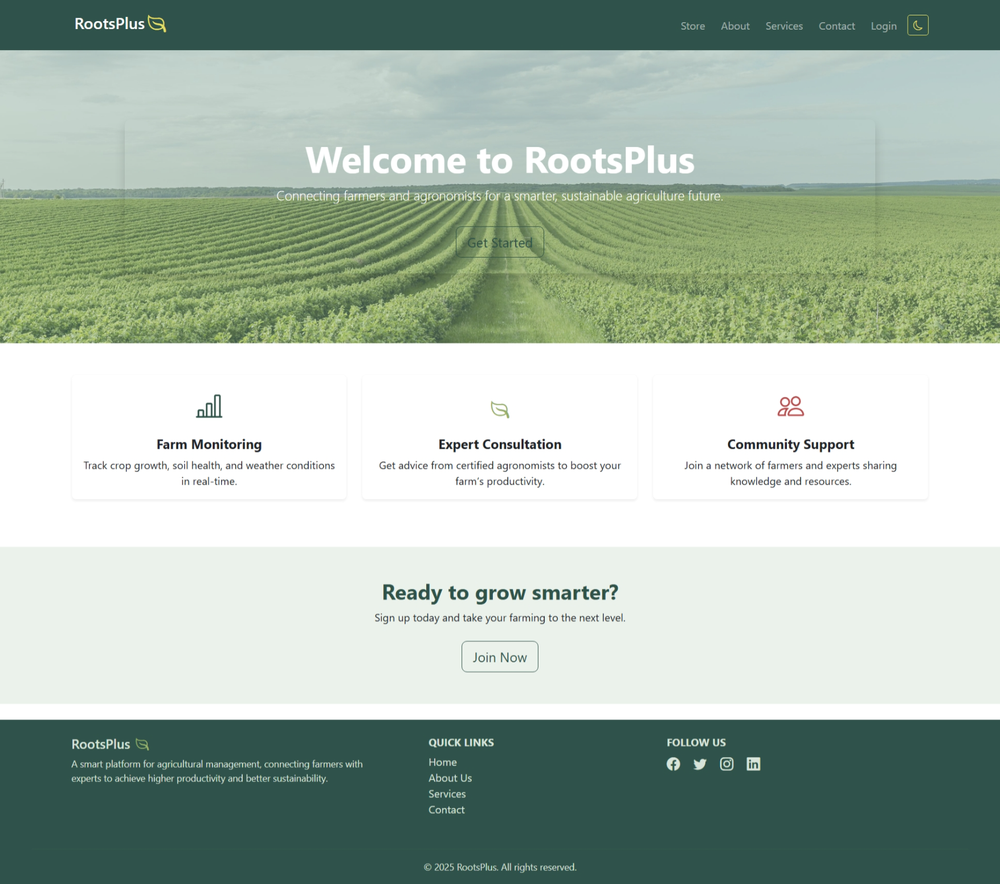 RootsPlus
Store About Services Contact Login
Welcome to RootsPlus
Connecting farmers and agronomists for a smarter, sustainable agriculture future.
Get Started
Farm Monitoring
Track crop growth, soil health, and weather conditions
in real-time.
Expert Consultation
Get advice from certified agronomists to boost your
farm’s productivity.
Community Support
Join a network of farmers and experts sharing
knowledge and resources.
Ready to grow smarter?
Sign up today and take your farming to the next level.
Join Now
RootsPlus
A smart platform for agricultural management, connecting farmers with
experts to achieve higher productivity and better sustainability.
QUICK LINKS
Home
About Us
Services
Contact
FOLLOW US
© 2025 RootsPlus. All rights reserved.